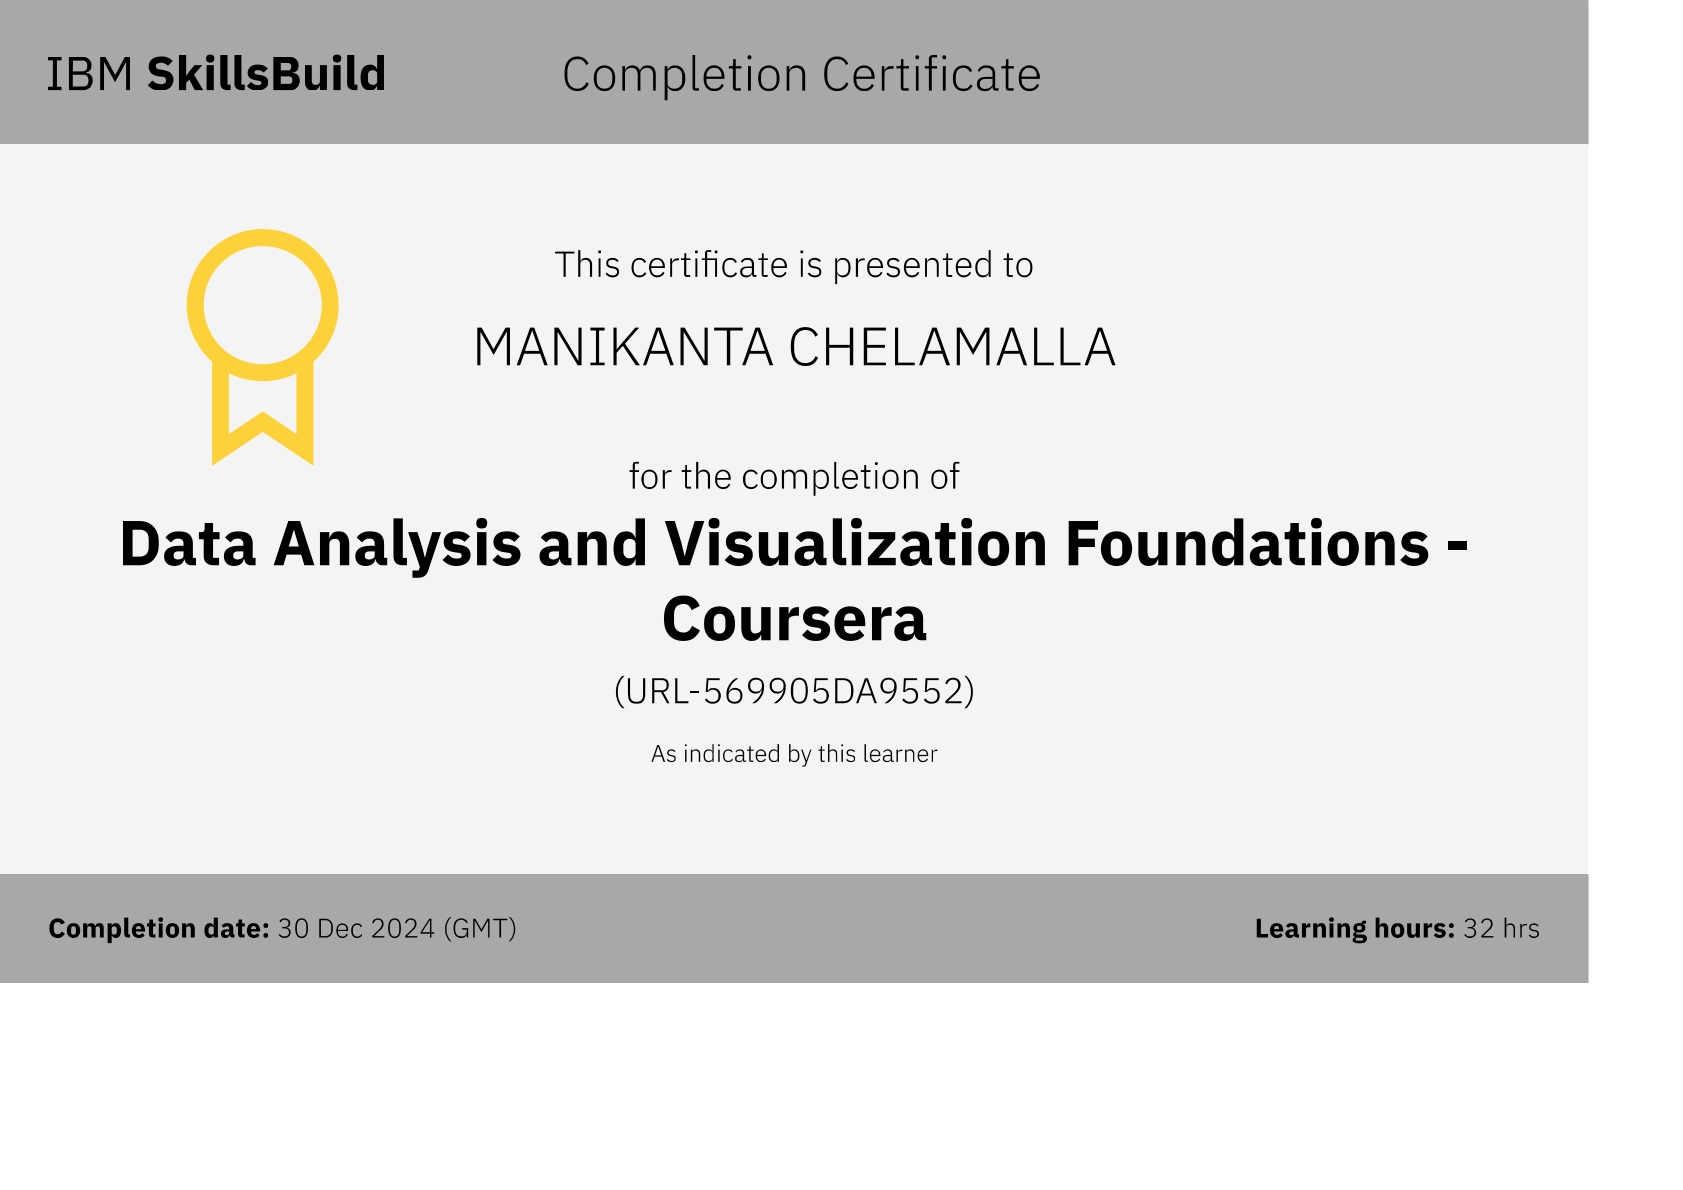 IBM SkillsBuild
Completion Certificate
This certificate is presented to
MANIKANTA CHELAMALLA
for the completion of
Data Analysis and Visualization Foundations -
Coursera
(URL-569905DA9552)
As indicated by this learner
Completion date: 30 Dec 2024 (GMT)
Learning hours: 32 hrs